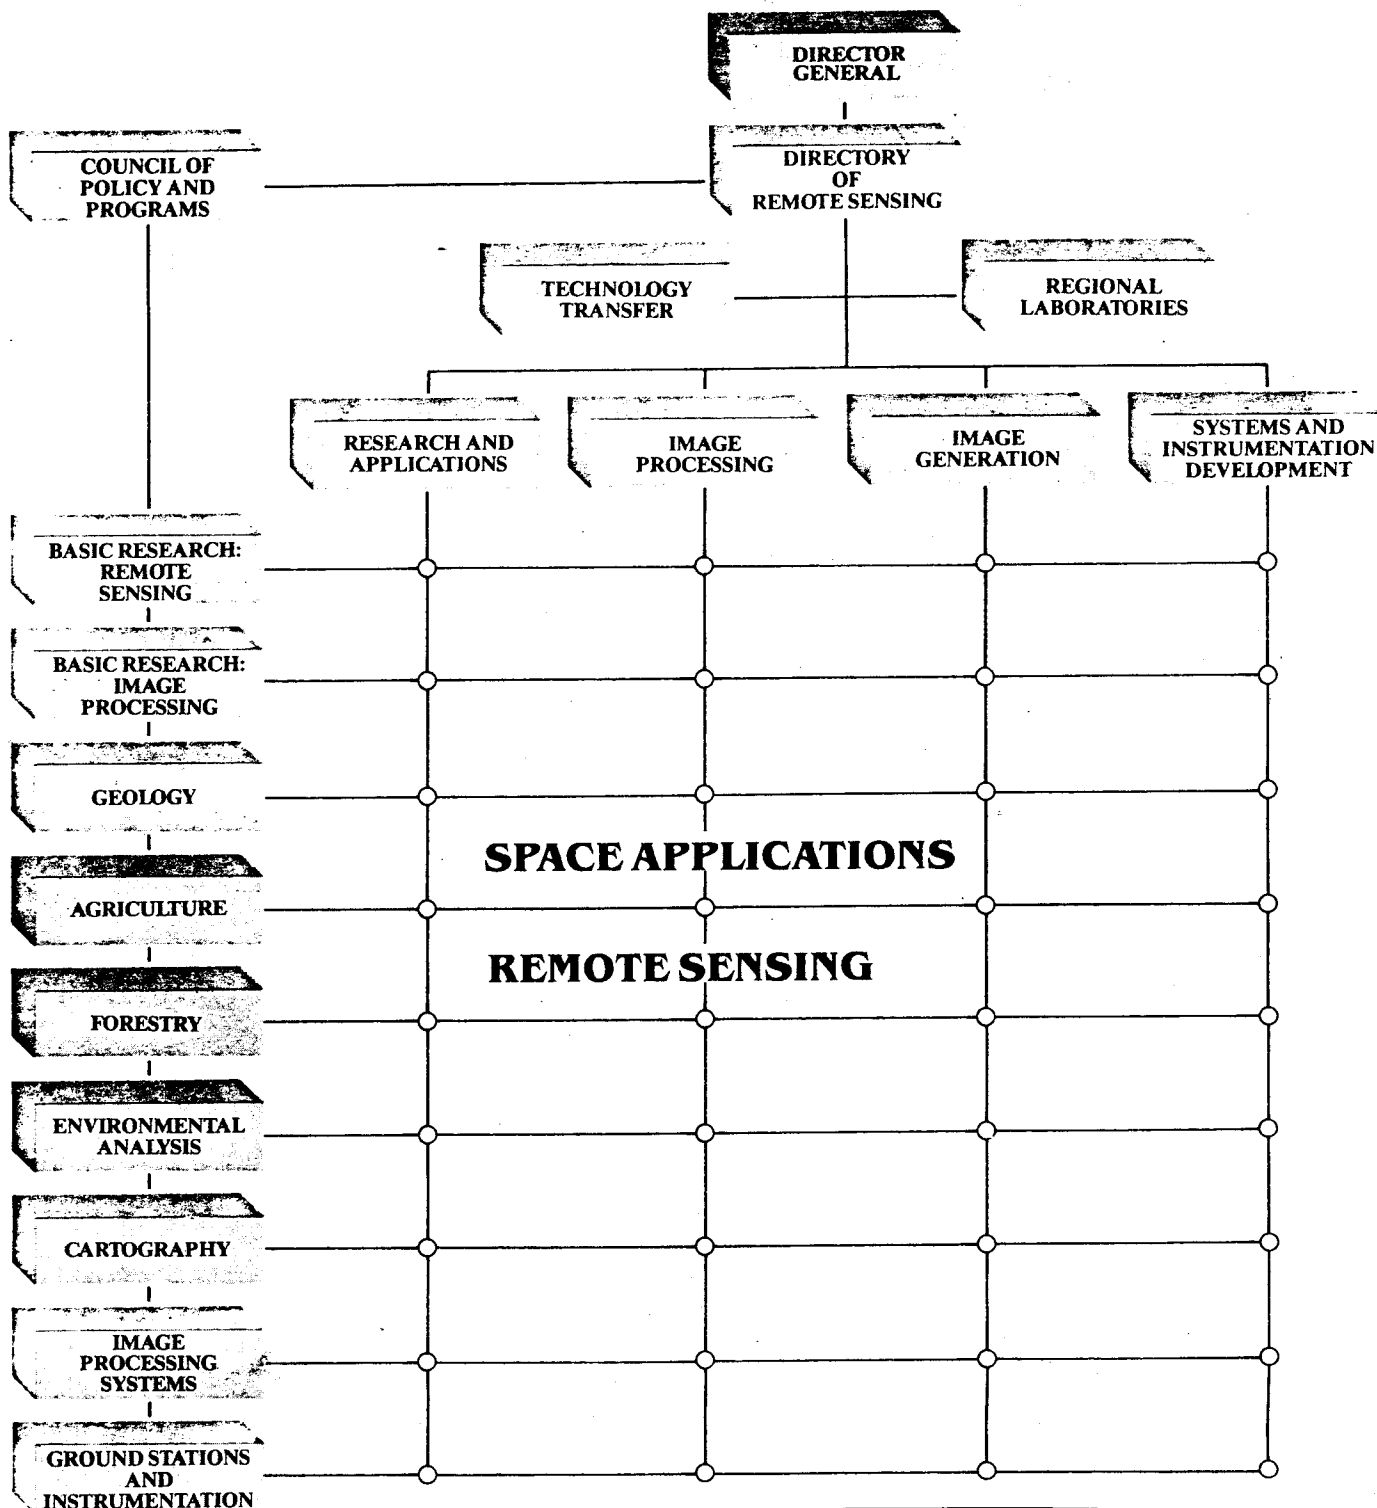 DIRECTOR
GENERAL
COUNCIL OF
POLICY AND
PROGRAMS
DIRECTORY
OF
REMOTE SENSING
TECHNOLOGY
TRANSFER
REGIONAL
LABORATORIES
RESEARCH AND
APPLICATIONS
IMAGE
PROCESSING
IMAGE
GENERATION
SYSTEMS AND
INSTRUMENTATION
DEVELOPMENT
BASIC RESEARCH:
REMOTE
SENSING
BASIC RESEARCH:
IMAGE
PROCESSING
GEOLOGY
SPACE APPLICATIONS
AGRICULTURE
REMOTE SENSING
FORESTRY
ENVIRONMENTAL
ANALYSIS
CARTOGRAPHY
IMAGE
PROCESSING
SYSTEMS
GROUND STATIONS
AND
INSTRUMENTATION